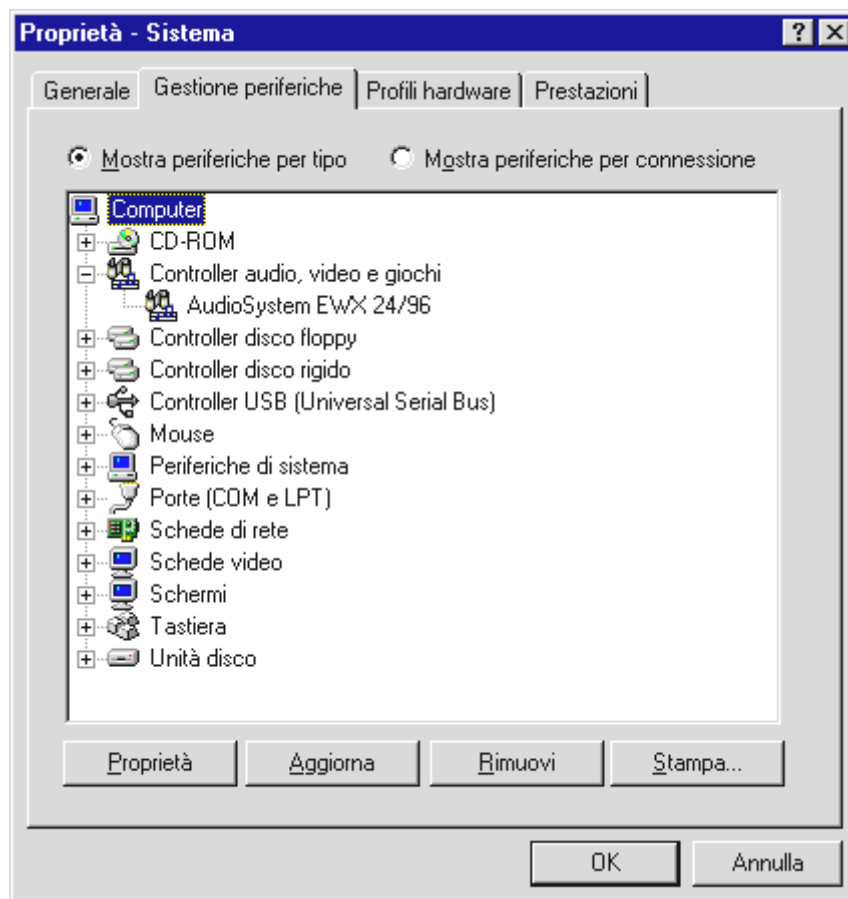 Proprietà - Sistema
Generale Gestione periferiche Profili hardware Prestazioni
Mostra periferiche per tipo Mostra periferiche per connessione
Computer
CD-ROM
Controller audio, video e giochi
AudioSystem EWX 24/96
Controller disco floppy
Controller disco rigido
Controller USB (Universal Serial Bus)
Mouse
Periferiche di sistema
Porte (COM e LPT)
Schede di rete
Schede video
Schermi
Tastiera
Unità disco
Proprietà Aggiorna Rimuovi Stampa...
OK Annulla